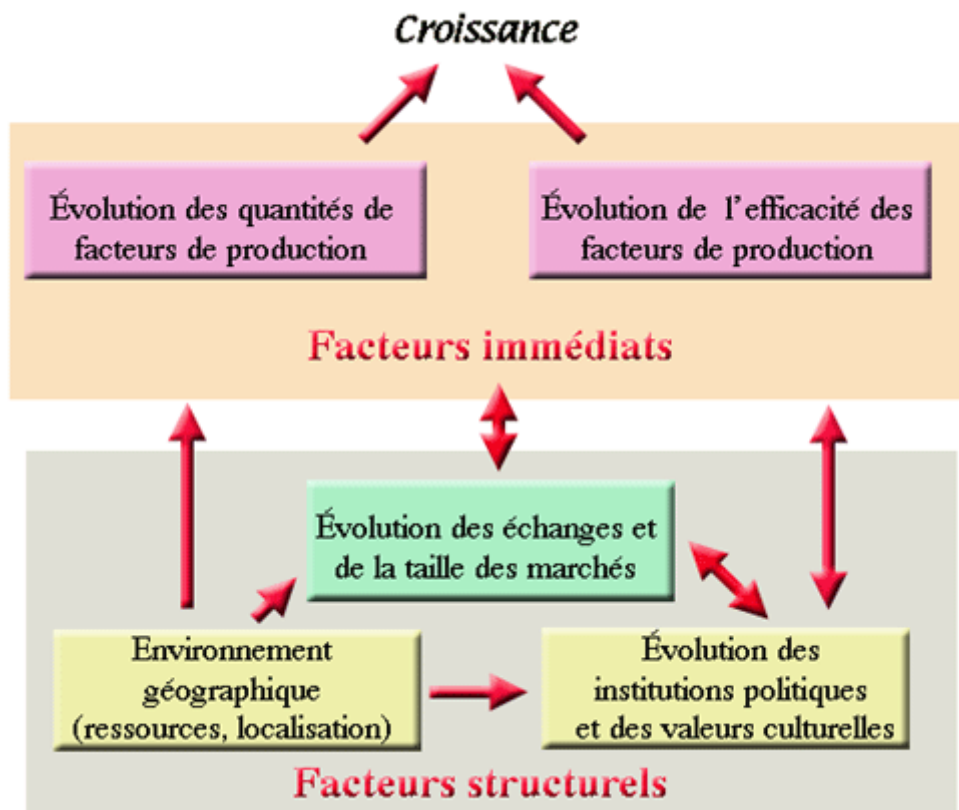 Croissance
Évolution des quantités de
facteurs de production
Évolution de l'efficacité des
facteurs de production
Facteurs immédiats
Évolution des échanges et
de la taille des marchés
Environnement
géographique
(ressources, localisation)
Évolution des
institutions politiques
et des valeurs culturelles
Facteurs structurels